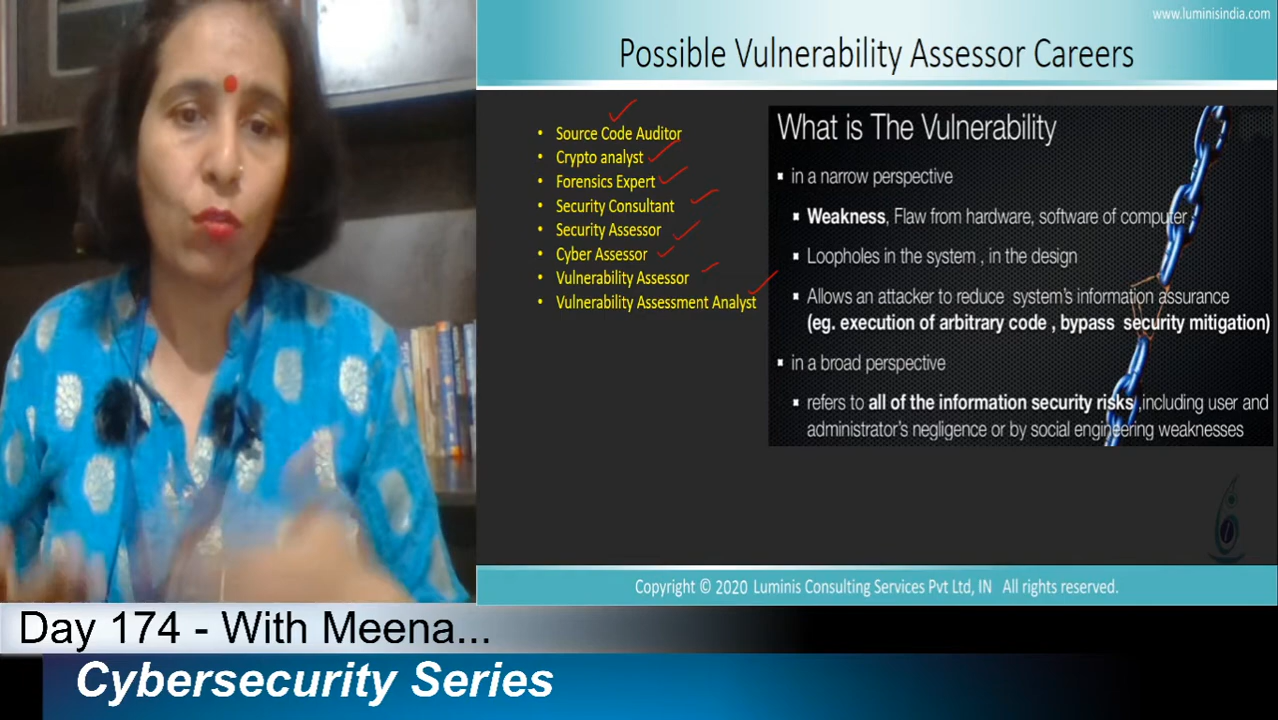 www.luminisindia.com
Possible Vulnerability Assessor Careers
• Source Code Auditor
• Crypto analyst
• Forensics Expert
• Security Consultant
• Security Assessor
• Cyber Assessor
• Vulnerability Assessor
• Vulnerability Assessment Analyst
What is The Vulnerability
in a narrow perspective
Weakness, Flaw from hardware, software of computer
Loopholes in the system , in the design
Allows an attacker to reduce system's information assurance
(eg. execution of arbitrary code , bypass security mitigation)
in a broad perspective
refers to all of the information security risks ,including user and
administrator's negligence or by social engineering weaknesses
Copyright © 2020 Luminis Consulting Services Pvt Ltd, IN All rights reserved.
Day 174 - With Meena...
Cybersecurity Series